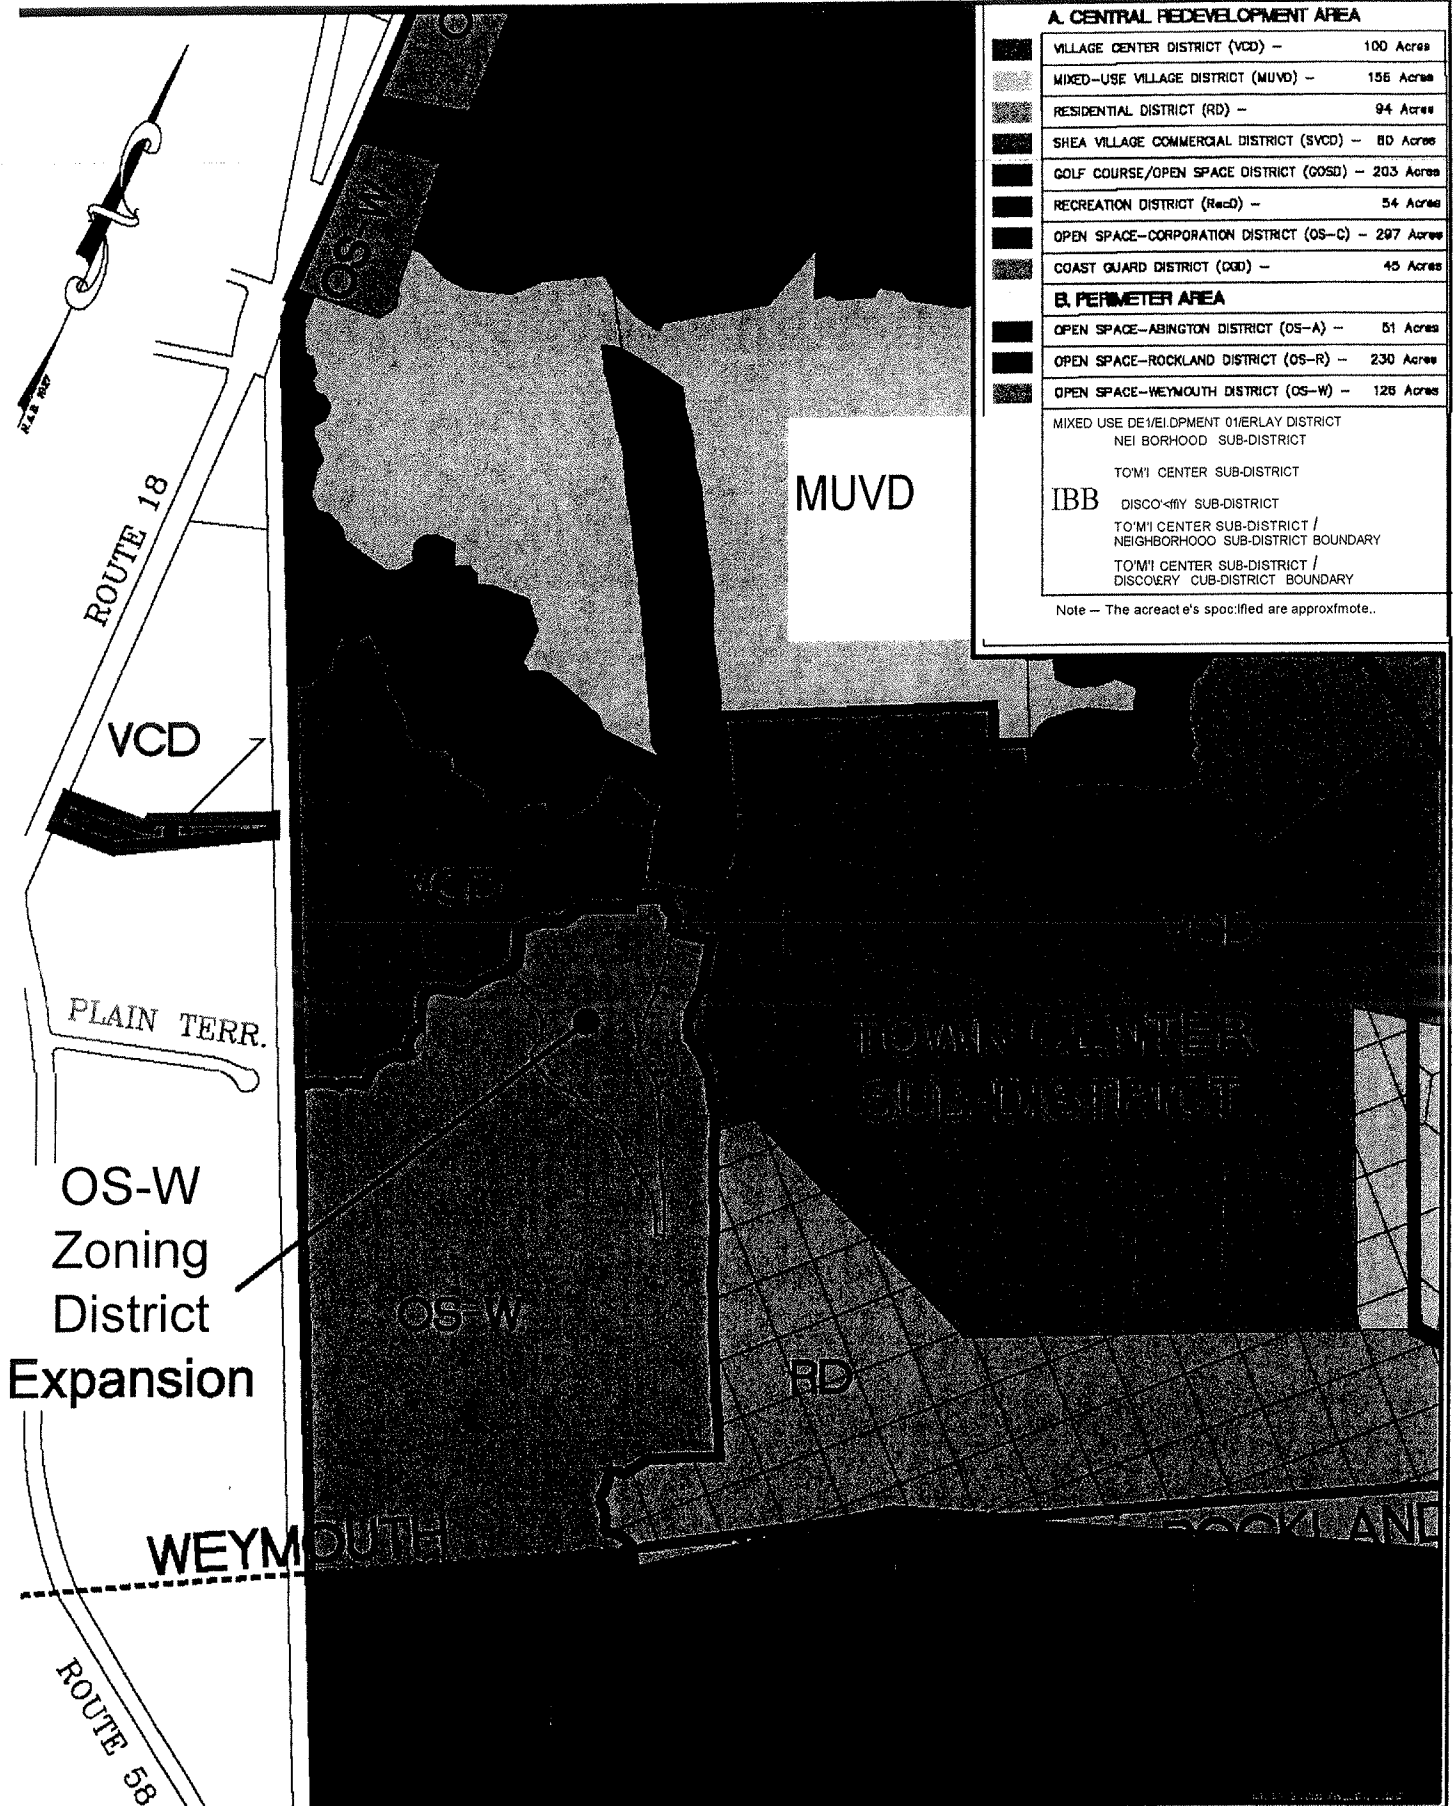 A. CENTRAL REDEVELOPMENT AREA
VILLAGE CENTER DISTRICT (VCD) – 100 Acres
MIXED-USE VILLAGE DISTRICT (MUVD) – 156 Acres
RESIDENTIAL DISTRICT (RD) – 94 Acres
SHEA VILLAGE COMMERCIAL DISTRICT (SVCD) – 80 Acres
GOLF COURSE/OPEN SPACE DISTRICT (GOSD) – 203 Acres
RECREATION DISTRICT (RecD) – 54 Acres
OPEN SPACE-CORPORATION DISTRICT (OS-C) – 297 Acres
COAST GUARD DISTRICT (CGD) – 45 Acres
B. PERIMETER AREA
OPEN SPACE-ABINGTON DISTRICT (OS-A) – 51 Acres
OPEN SPACE-ROCKLAND DISTRICT (OS-R) – 230 Acres
OPEN SPACE-WEYMOUTH DISTRICT (OS-W) – 126 Acres
MIXED USE DE1/EI.DPMENT 01/ERLAY DISTRICT
NEI BORHOOD SUB-DISTRICT
TO'M'I CENTER SUB-DISTRICT
IBB DISCO'<ffiY SUB-DISTRICT
TO'M'I CENTER SUB-DISTRICT /
NEIGHBORHOOO SUB-DISTRICT BOUNDARY
TO'M'I CENTER SUB-DISTRICT /
DISCO\£RY CUB-DISTRICT BOUNDARY
Note – The acreact e's spoc:lfled are approxfmote..
OS-W
MUVD
ROUTE 18
VCD
VCD
VCD
PLAIN TERR.
TOWN CENTER
SUB-DISTRICT
OS-W
Zoning
District
Expansion
OS-W
RD
WEYMOUTH
ROCKLAND
ROUTE 58